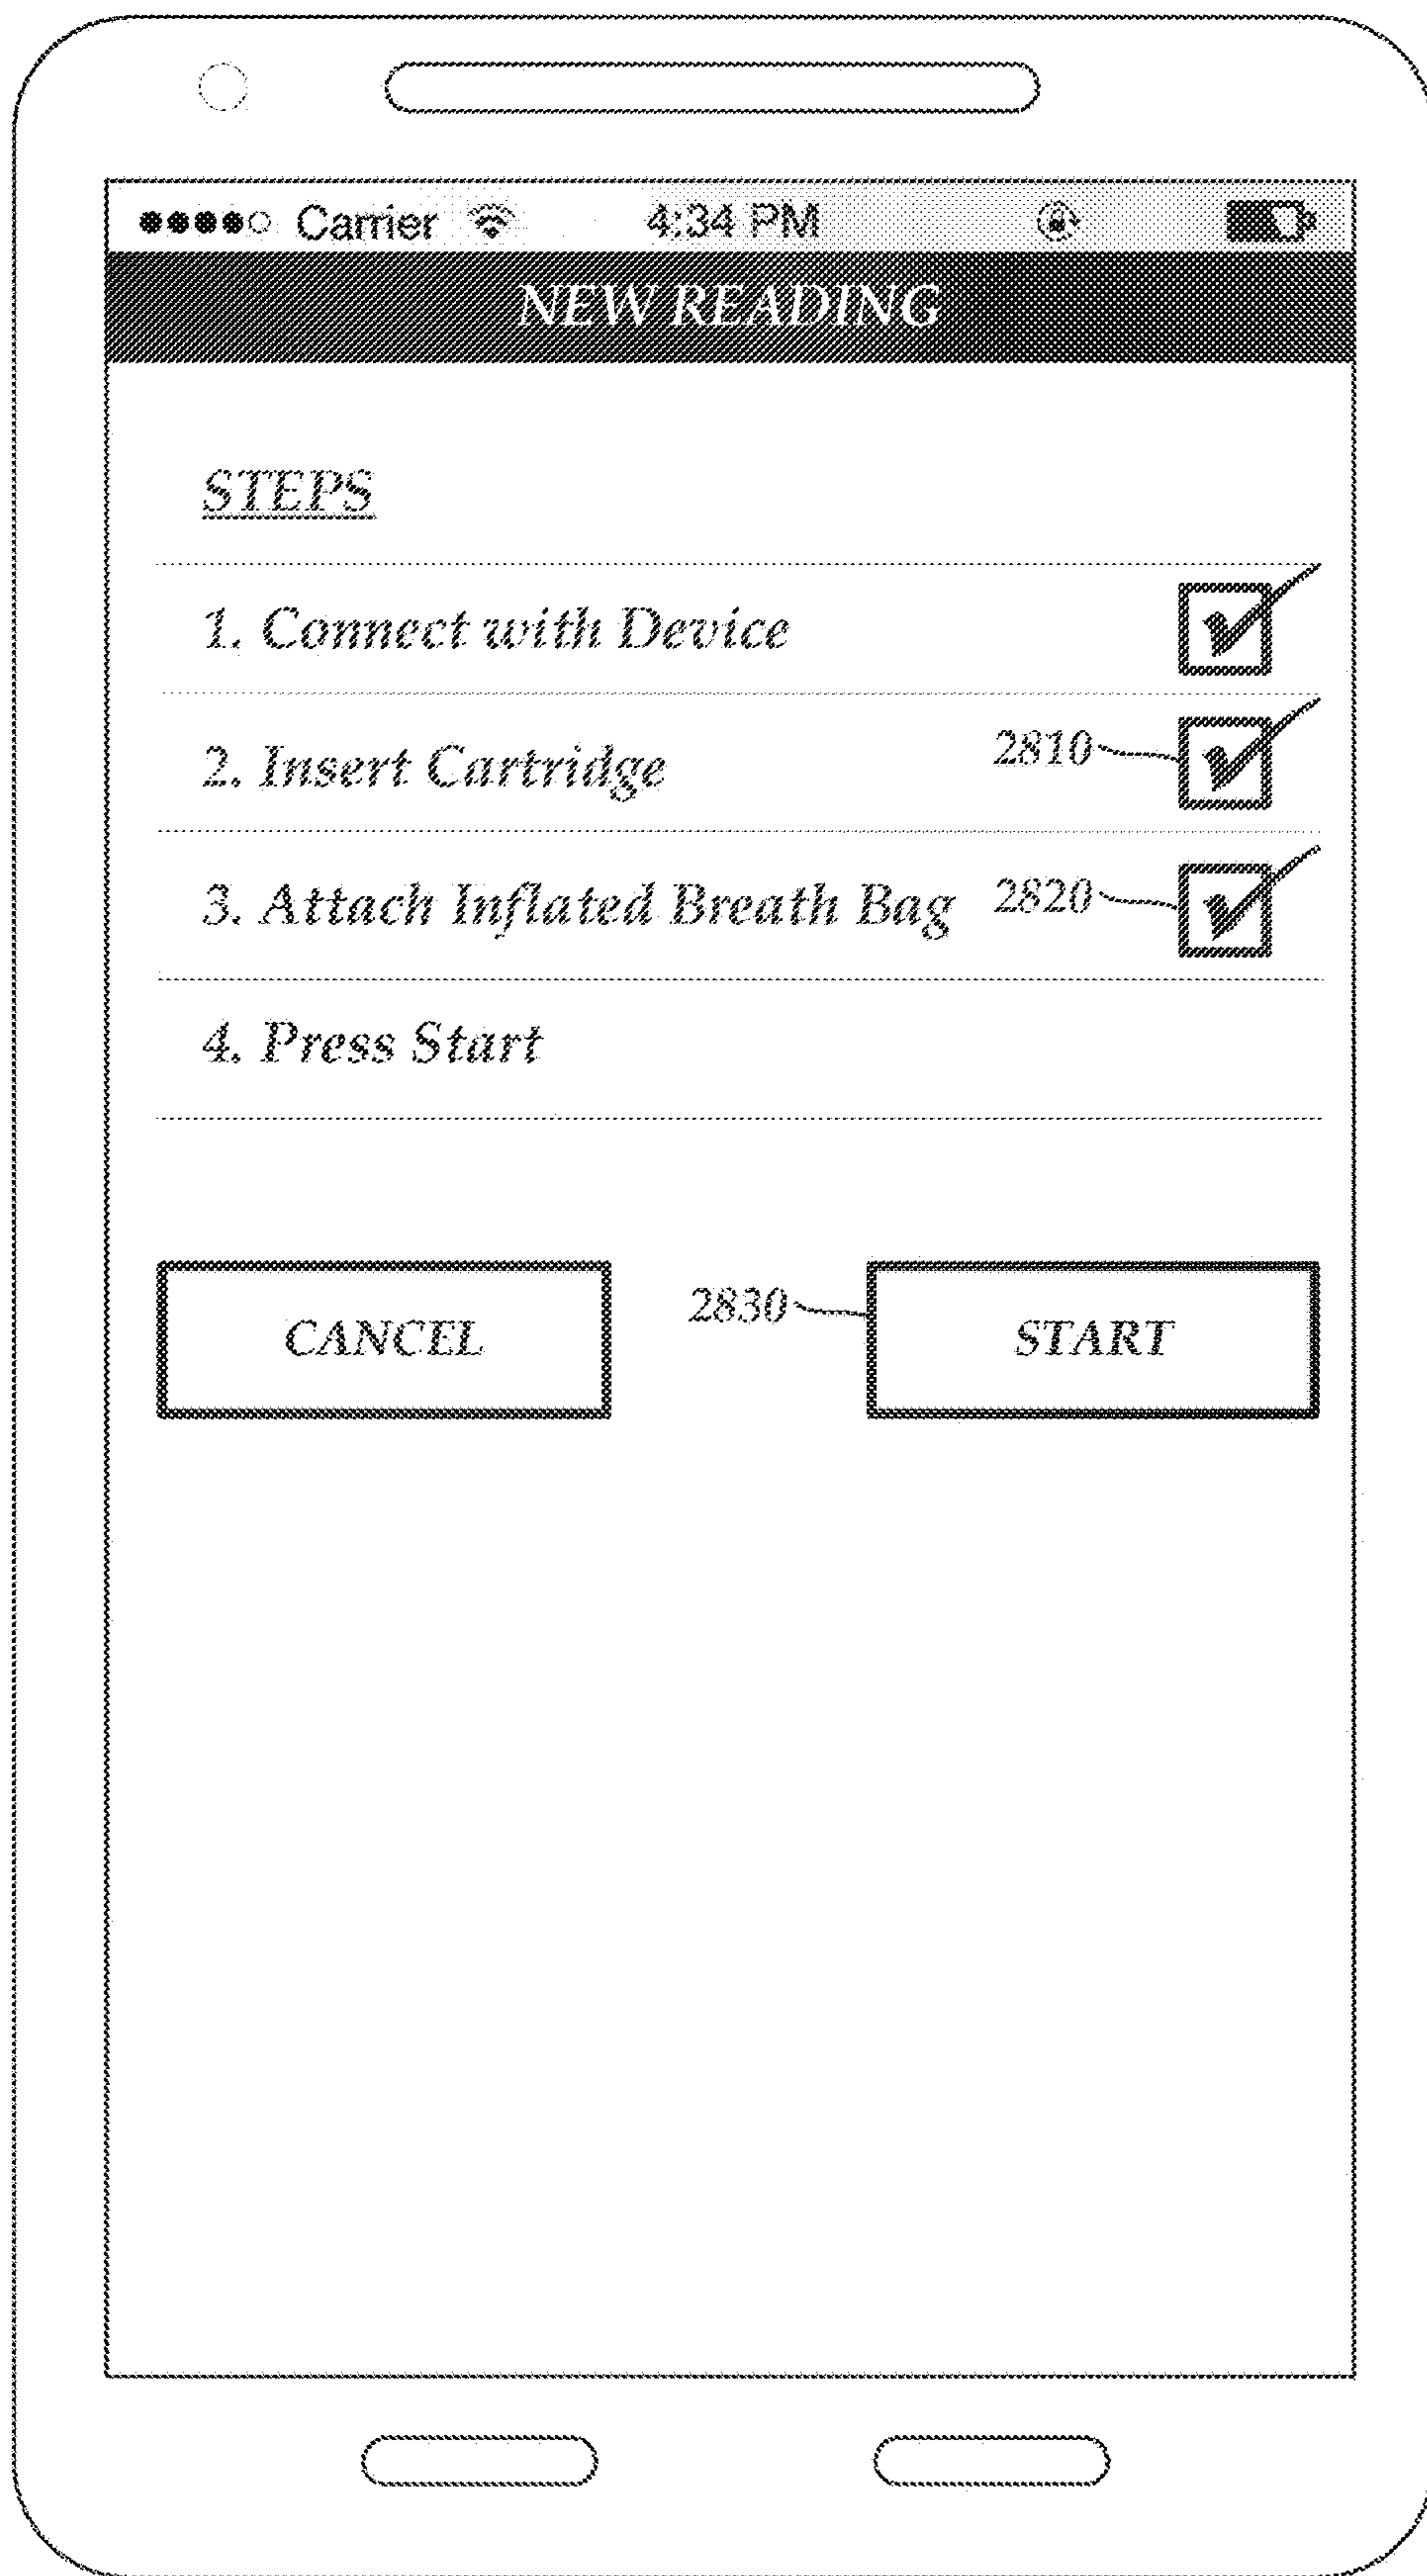 Carrier 4:34 PM
NEW READING
STEPS
1. Connect with Device
2. Insert Cartridge 2810
3. Attach Inflated Breath Bag 2820
4. Press Start
CANCEL 2830 START